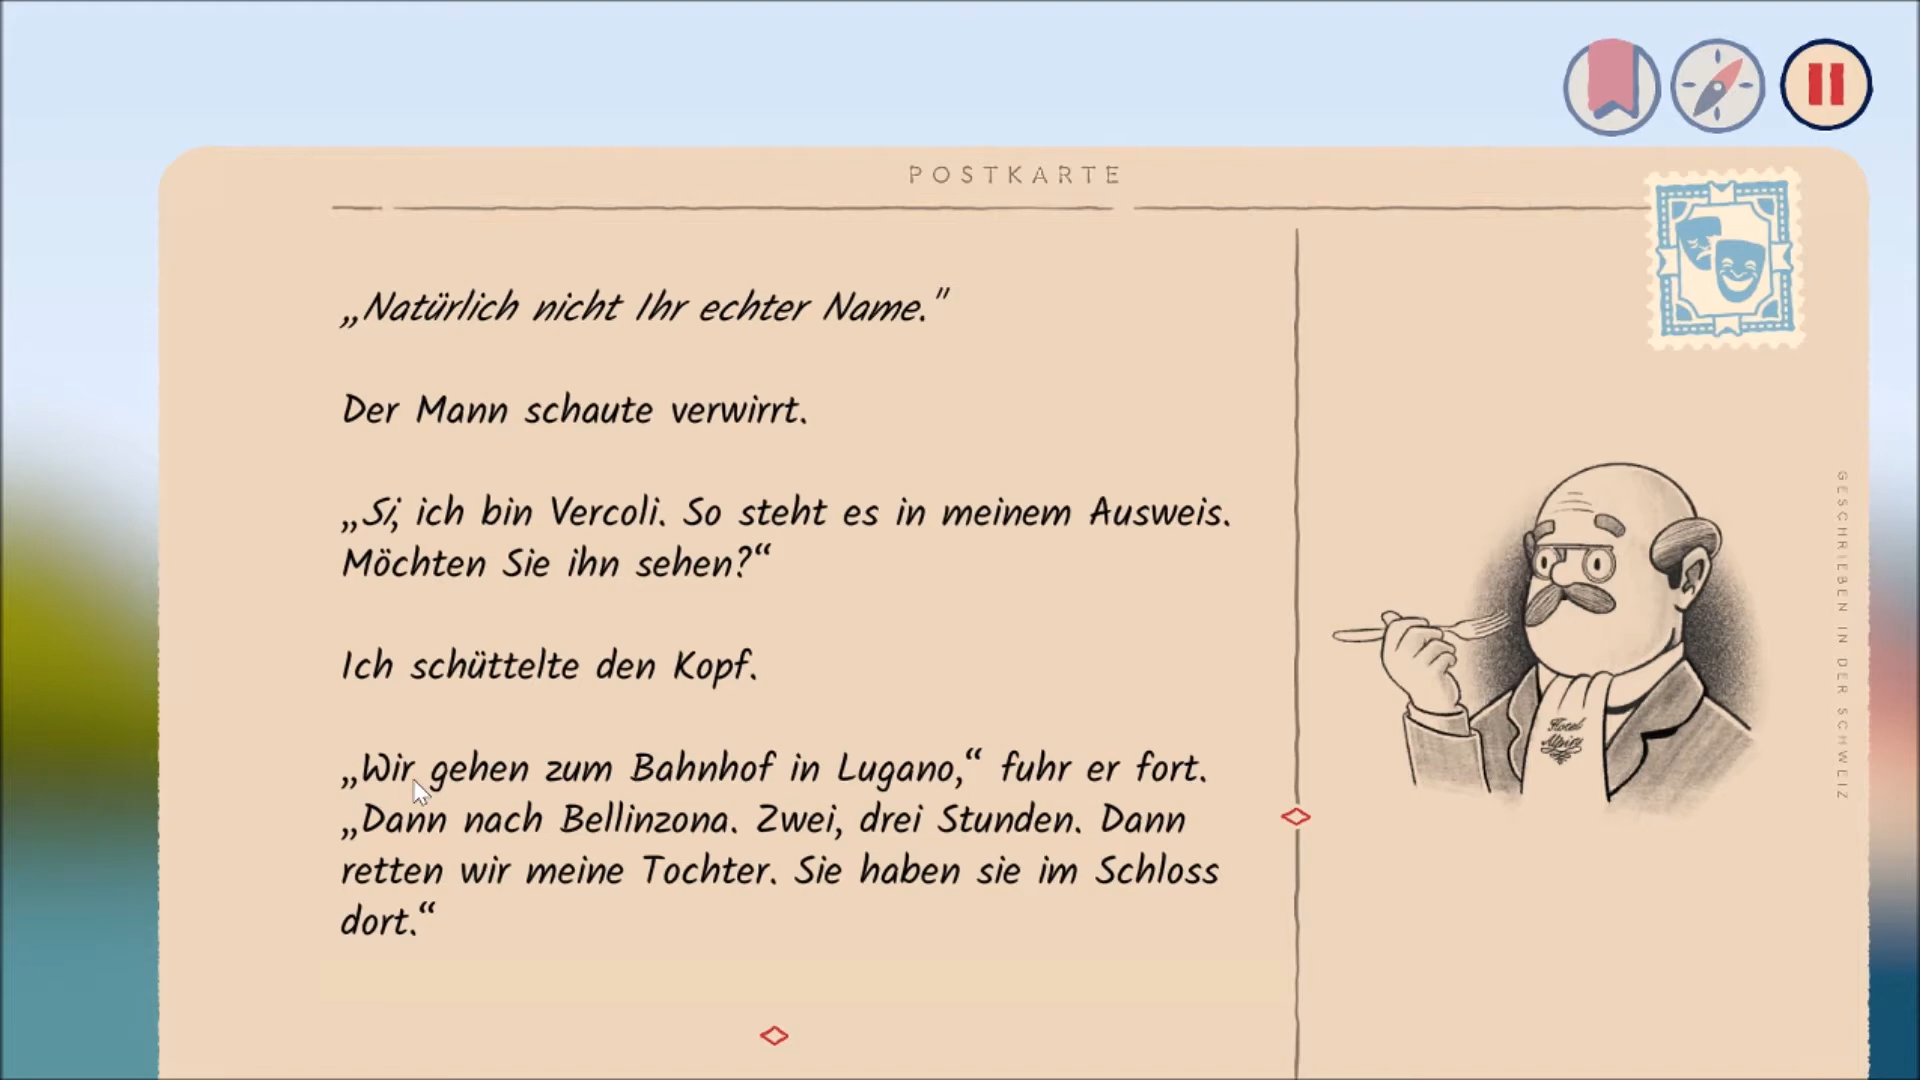 POSTKARTE
„Natürlich nicht Ihr echter Name."
Der Mann schaute verwirrt.
„Si, ich bin Vercoli. So steht es in meinem Ausweis.
Möchten Sie ihn sehen?“
Ich schüttelte den Kopf.
„Wir gehen zum Bahnhof in Lugano,“ fuhr er fort.
„Dann nach Bellinzona. Zwei, drei Stunden. Dann
retten wir meine Tochter. Sie haben sie im Schloss
dort.“
Hotel
Alpin
GESCHRIEBEN IN DER SCHWEIZ